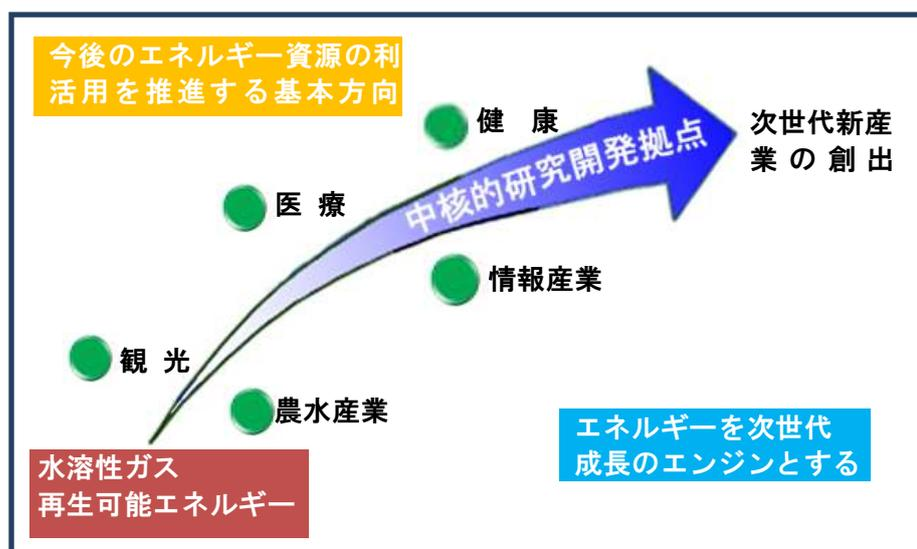 今後のエネルギー資源の利
活用を推進する基本方向
健 康
次世代新産
業の創出
中核的研究開発拠点
医 療
情報産業
観 光
農水産業
エネルギーを次世代
成長のエンジンとする
水溶性ガス
再生可能エネルギー